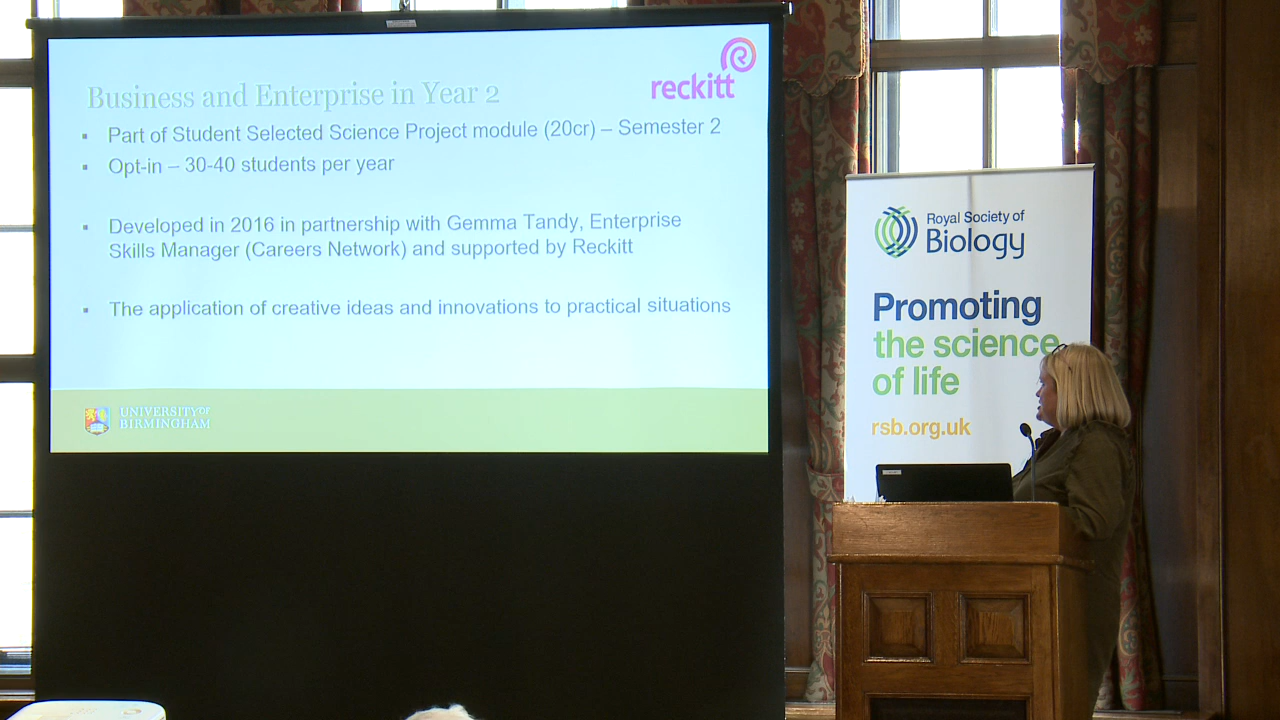 reckitt
Business and Enterprise in Year 2
▪ Part of Student Selected Science Project module (20cr) – Semester 2
▪ Opt-in – 30-40 students per year
▪ Developed in 2016 in partnership with Gemma Tandy, Enterprise
Skills Manager (Careers Network) and supported by Reckitt
▪ The application of creative ideas and innovations to practical situations
UNIVERSITY OF
BIRMINGHAM
Royal Society of
Biology
Promoting
the science
of life
rsb.org.uk